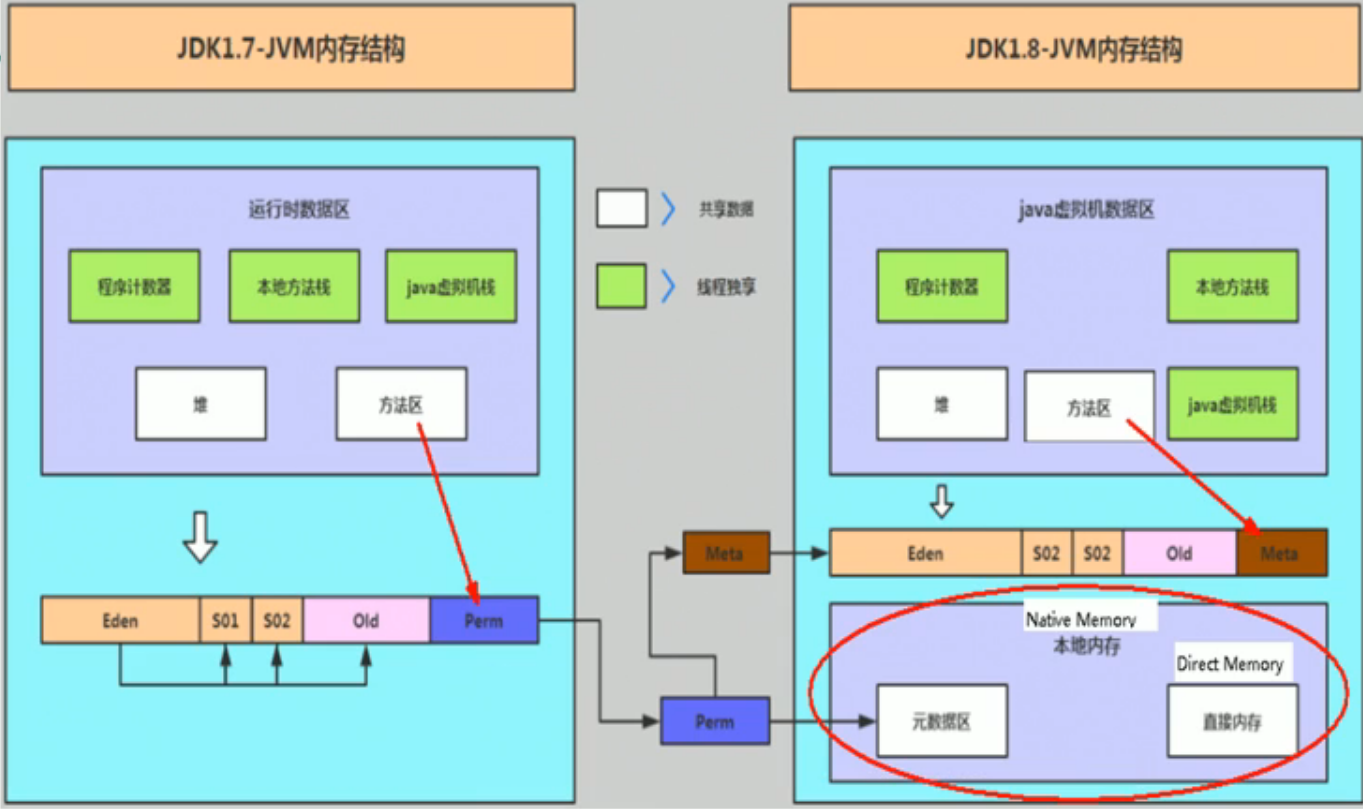 JDK1.7-JVM内存结构
JDK1.8-JVM内存结构
运行时数据区
程序计数器
本地方法栈
java虚拟机栈
堆
方法区
Eden
S01
S02
Old
Perm
共享数据
线程独享
Meta
Perm
java虚拟机数据区
程序计数器
本地方法栈
堆
方法区
java虚拟机栈
Eden
S02
S02
Old
Meta
Native Memory
本地内存
Direct Memory
元数据区
直接内存